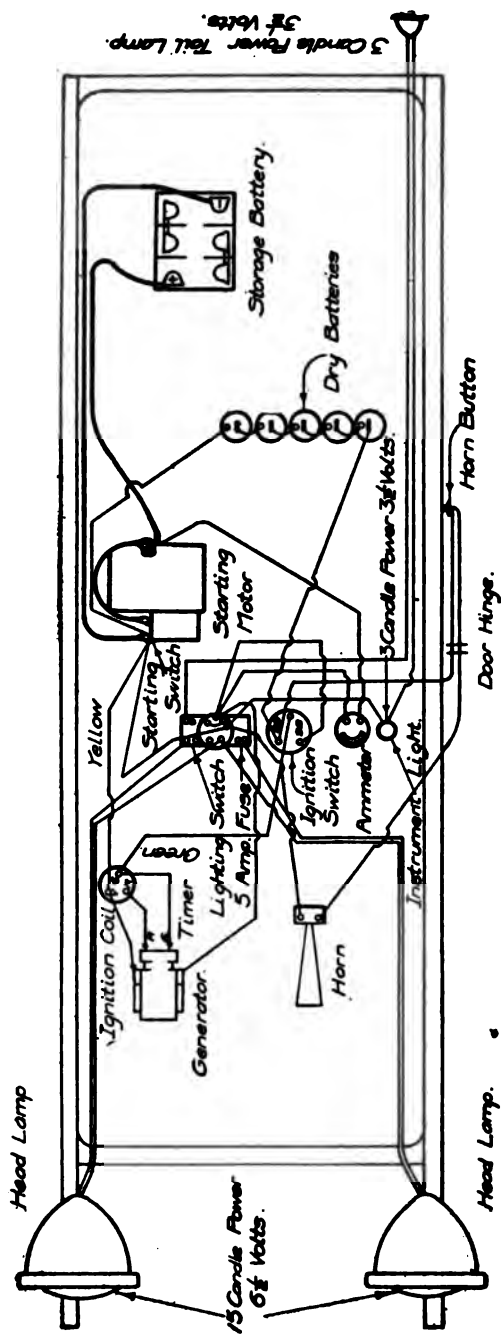 Head Lamp
15 Candle Power
6½ Volts.
Head Lamp.
Ignition Coil
Timer
Generator
Yellow
Green
Starting
Switch
Starting
Motor
Lighting Switch
5 Amp. Fuse
Ignition
Switch
Ammeter
Instrument Light.
3 Candle Power 3½ Volts.
Horn
Storage Battery.
Dry Batteries
Horn Button
Door Hinge.
3 Candle Power Tail Lamp.
3½ Volts.